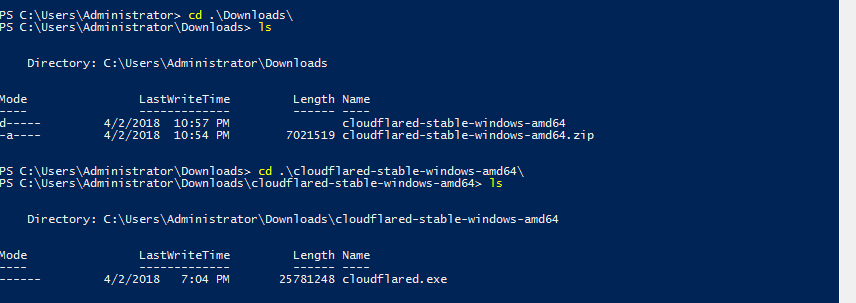 PS C:\Users\Administrator> cd .\Downloads\
PS C:\Users\Administrator\Downloads> ls
Directory: C:\Users\Administrator\Downloads
Mode LastWriteTime Length Name
---- ------------- ------ ----
d----- 4/2/2018 10:57 PM cloudflared-stable-windows-amd64
-a---- 4/2/2018 10:54 PM 7021519 cloudflared-stable-windows-amd64.zip
PS C:\Users\Administrator\Downloads> cd .\cloudflared-stable-windows-amd64\
PS C:\Users\Administrator\Downloads\cloudflared-stable-windows-amd64> ls
Directory: C:\Users\Administrator\Downloads\cloudflared-stable-windows-amd64
Mode LastWriteTime Length Name
---- ------------- ------ ----
------ 4/2/2018 7:04 PM 25781248 cloudflared.exe